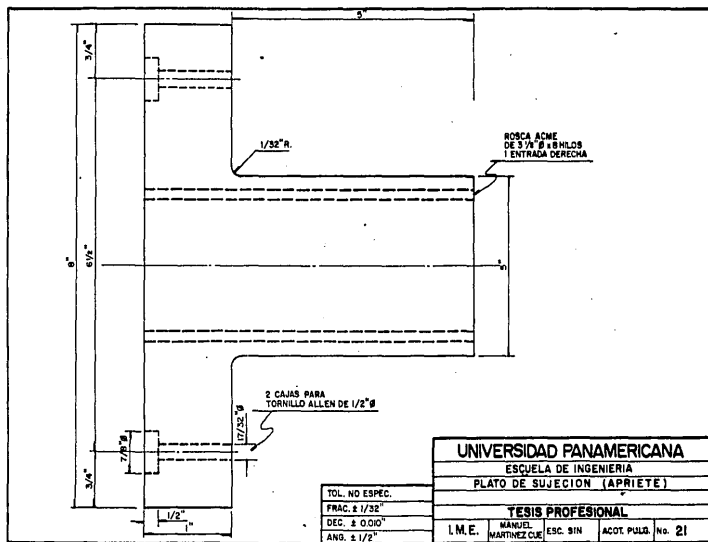 5"
3/4"
1/32" R.
ROSCA ACME
DE 3 1/2" Ø x 8 HILOS
1 ENTRADA DERECHA
8"
6 1/2"
5"
2 CAJAS PARA
TORNILLO ALLEN DE 1/2" Ø
17/32" Ø
7/8" Ø
3/4"
1/2"
1"
TOL. NO ESPEC.
FRAC. ± 1/32"
DEC. ± 0.010"
ANG. ± 1/2°
UNIVERSIDAD PANAMERICANA
ESCUELA DE INGENIERIA
PLATO DE SUJECION (APRIETE)
TESIS PROFESIONAL
I.M.E. MANUEL MARTINEZ CUE ESC. SIN ACOT. PULG. No. 21